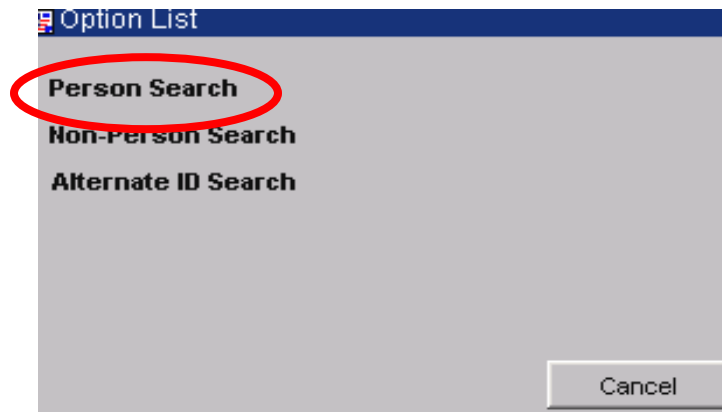 Option List
Person Search
Non-Person Search
Alternate ID Search
Cancel